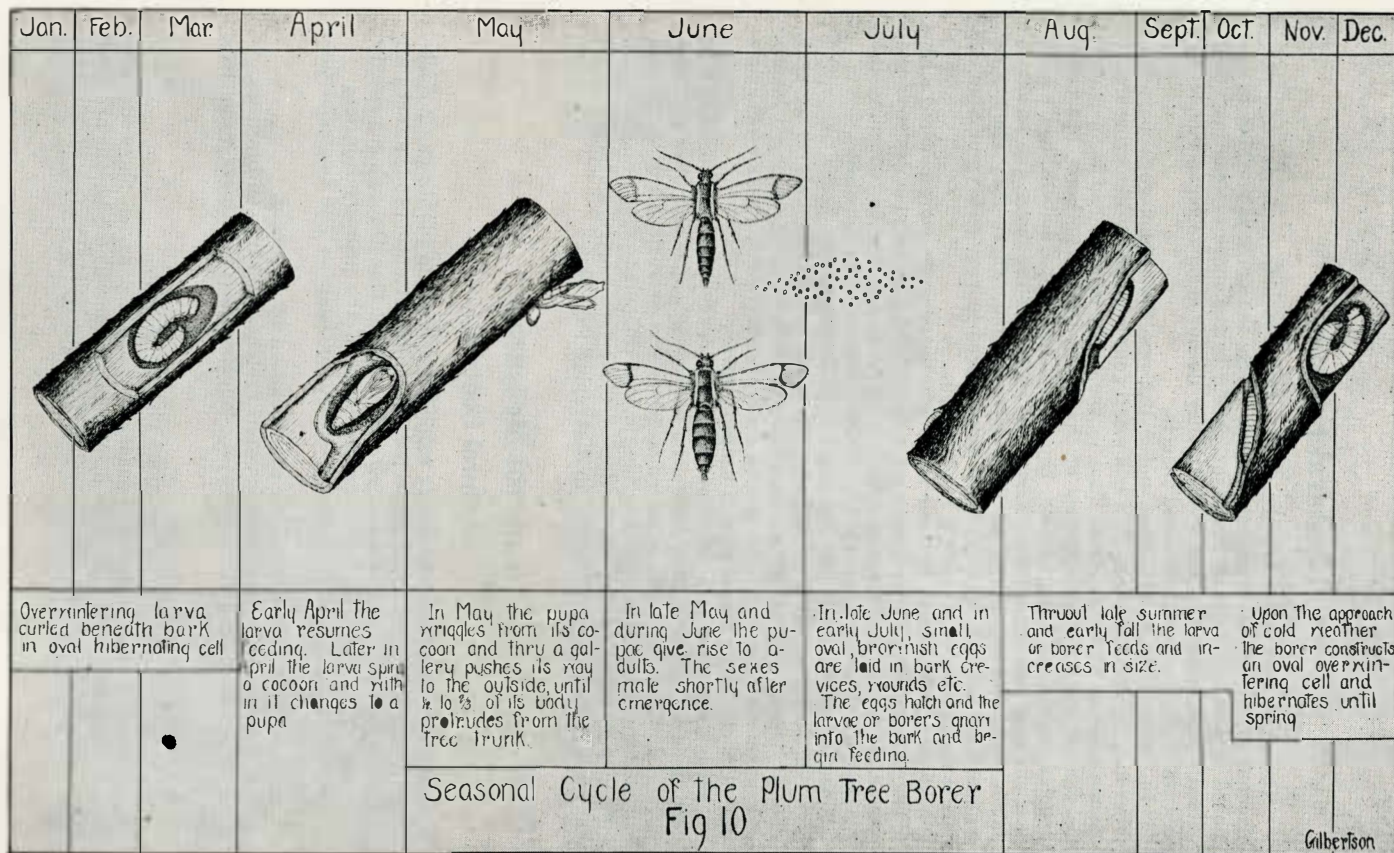 Jan. Feb. Mar. April May June July Aug. Sept. Oct. Nov. Dec.
Overwintering larva
curled beneath bark
in oval hibernating cell
Early April the
larva resumes
feeding. Later in
April the larva spins
a cocoon and with
in it changes to a
pupa
In May the pupa
wriggles from its co-
coon and thru a gal-
lery pushes its way
to the outside, until
to ⅔ of its body
protrudes from the
tree trunk.
In late May and
during June the pu-
pae give rise to a-
dults. The sexes
mate shortly after
emergence.
In late June and in
early July, small,
oval, brownish eggs
are laid in bark cre-
vices, wounds etc.
The eggs hatch and the
larvae or borers gnaw
into the bark and be-
gin feeding.
Thruout late summer
and early fall the larva
or borer feeds and in-
creases in size.
Upon the approach
of cold weather
the borer constructs
an oval overwin-
tering cell and
hibernates until
spring
Seasonal Cycle of the Plum Tree Borer
Fig 10
Gilbertson